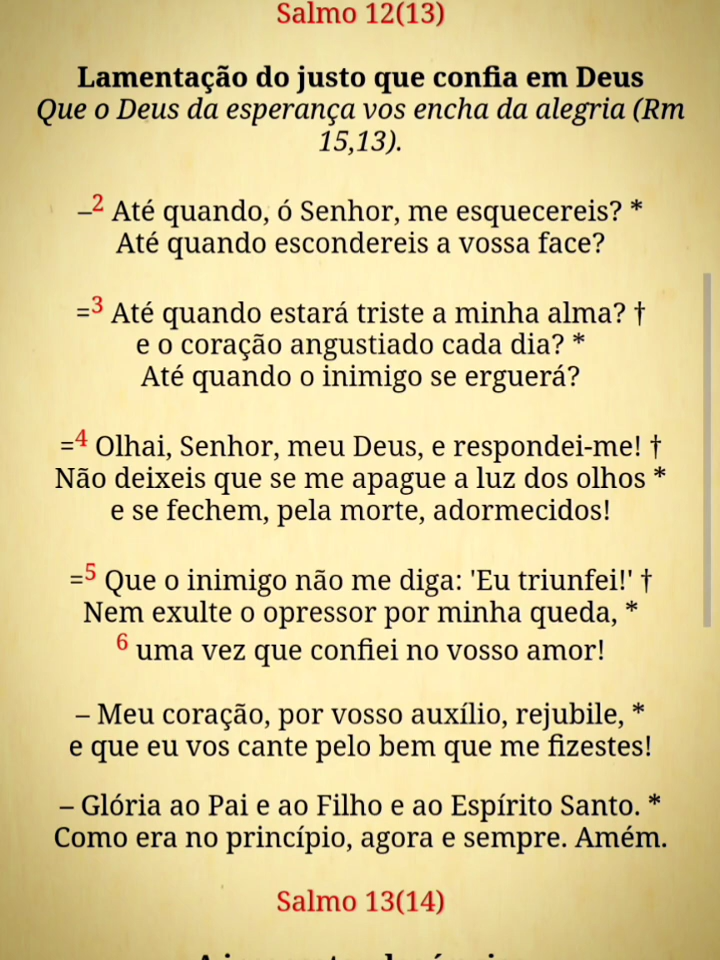 Salmo 12(13)
Lamentação do justo que confia em Deus
Que o Deus da esperança vos encha da alegria (Rm
15,13).
–2 Até quando, ó Senhor, me esquecereis? *
Até quando escondereis a vossa face?
=3 Até quando estará triste a minha alma? †
e o coração angustiado cada dia? *
Até quando o inimigo se erguerá?
=4 Olhai, Senhor, meu Deus, e respondei-me! †
Não deixeis que se me apague a luz dos olhos *
e se fechem, pela morte, adormecidos!
=5 Que o inimigo não me diga: 'Eu triunfei!' †
Nem exulte o opressor por minha queda, *
6 uma vez que confiei no vosso amor!
– Meu coração, por vosso auxílio, rejubile, *
e que eu vos cante pelo bem que me fizestes!
– Glória ao Pai e ao Filho e ao Espírito Santo. *
Como era no princípio, agora e sempre. Amém.
Salmo 13(14)